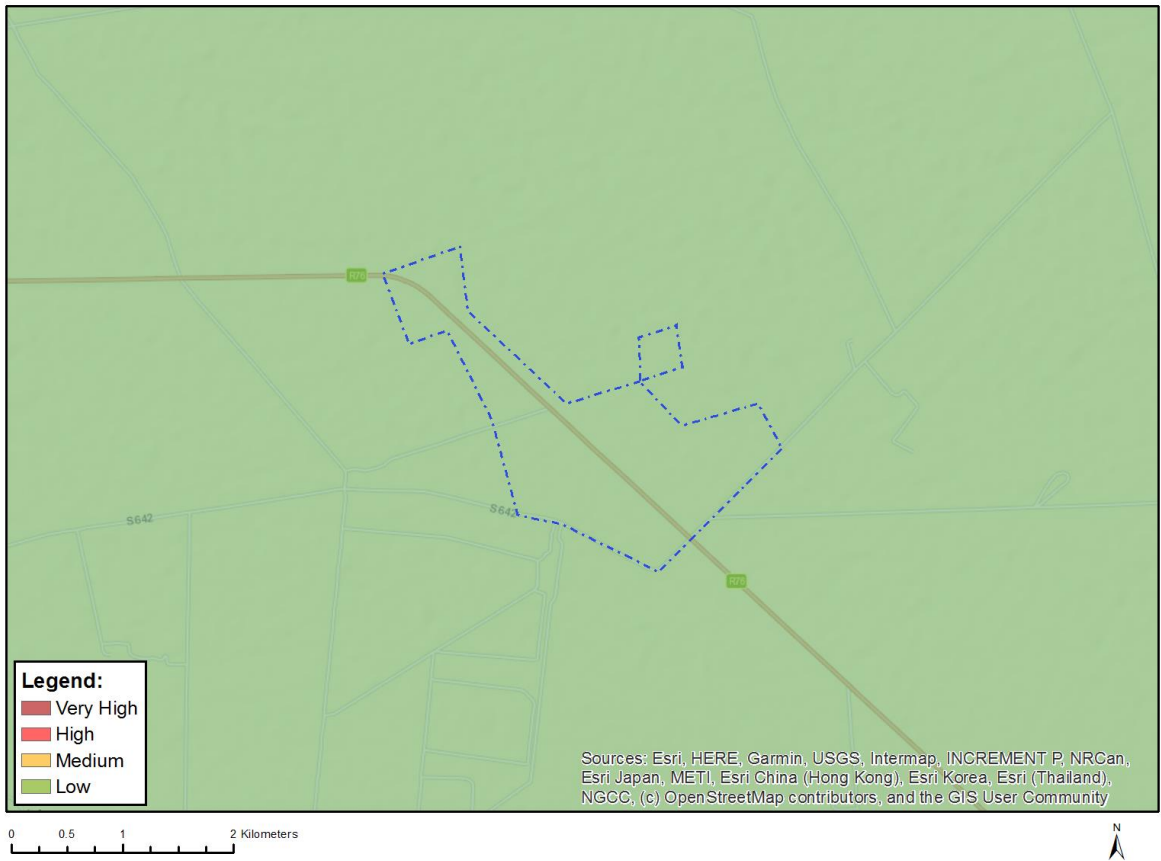 R76
S642
S642
R76
Legend:
Very High
High
Medium
Low
Sources: Esri, HERE, Garmin, USGS, Intermap, INCREMENT P, NRCan,
Esri Japan, METI, Esri China (Hong Kong), Esri Korea, Esri (Thailand),
NGCC, (c) OpenStreetMap contributors, and the GIS User Community
0 0.5 1 2 Kilometers
N